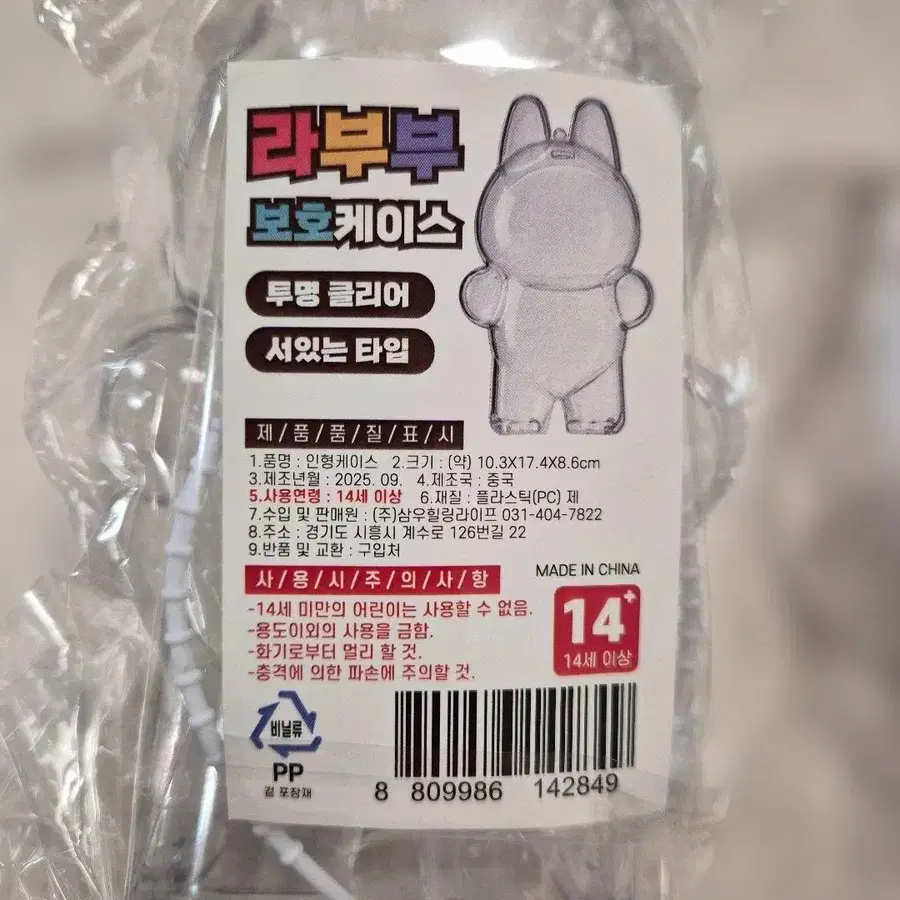 라부부
보호케이스
투명 클리어
서있는 타입
제/품/품/질/표/시
1.품명 : 인형케이스 2.크기 : (약) 10.3X17.4X8.6cm
3.제조년월 : 2025. 09. 4.제조국 : 중국
5.사용연령 : 14세 이상 6.재질 : 플라스틱(PC) 제
7.수입 및 판매원 : (주)삼우힐링라이프 031-404-7822
8.주소 : 경기도 시흥시 계수로 126번길 22
9.반품 및 교환 : 구입처
사/용/시/주/의/사/항
MADE IN CHINA
-14세 미만의 어린이는 사용할 수 없음.
-용도이외의 사용을 금함.
-화기로부터 멀리 할 것.
-충격에 의한 파손에 주의할 것.
14+
14세 이상
비닐류
PP
겉 포장재
8 809986 142849